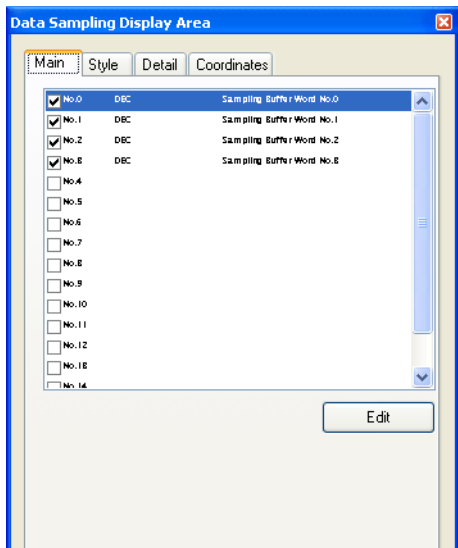 Data Sampling Display Area
Main Style Detail Coordinates
No.0 DEC Sampling Buffer Word No.0
No.1 DEC Sampling Buffer Word No.1
No.2 DEC Sampling Buffer Word No.2
No.3 DEC Sampling Buffer Word No.3
No.4
No.5
No.6
No.7
No.8
No.9
No.10
No.11
No.12
No.13
No.14
Edit